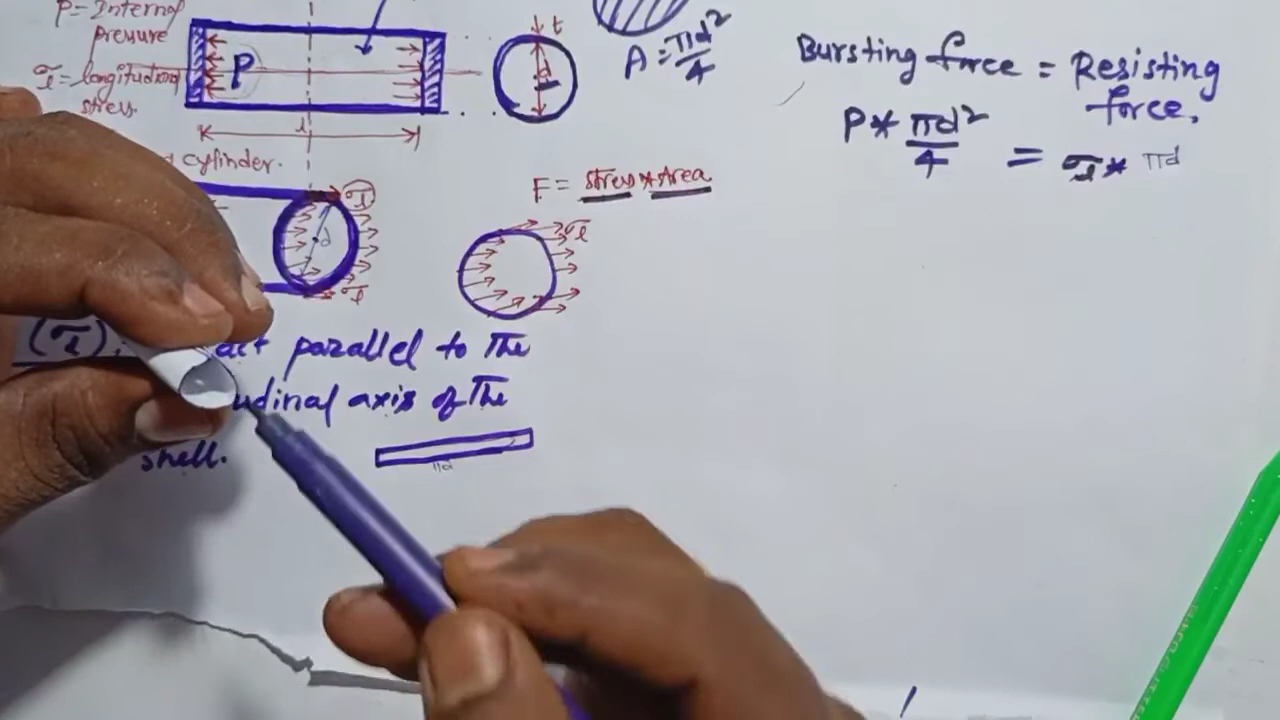 P = Internal
pressure
σl = longitudinal
stress.
P
l
t
d
A = πd²/4
cylinder.
σl
d
σl
F = stress * Area
σl
Bursting force = Resisting
force.
P * πd²/4 = σl * πd
(σl) : act parallel to the
udinal axis of the
shell.
πd